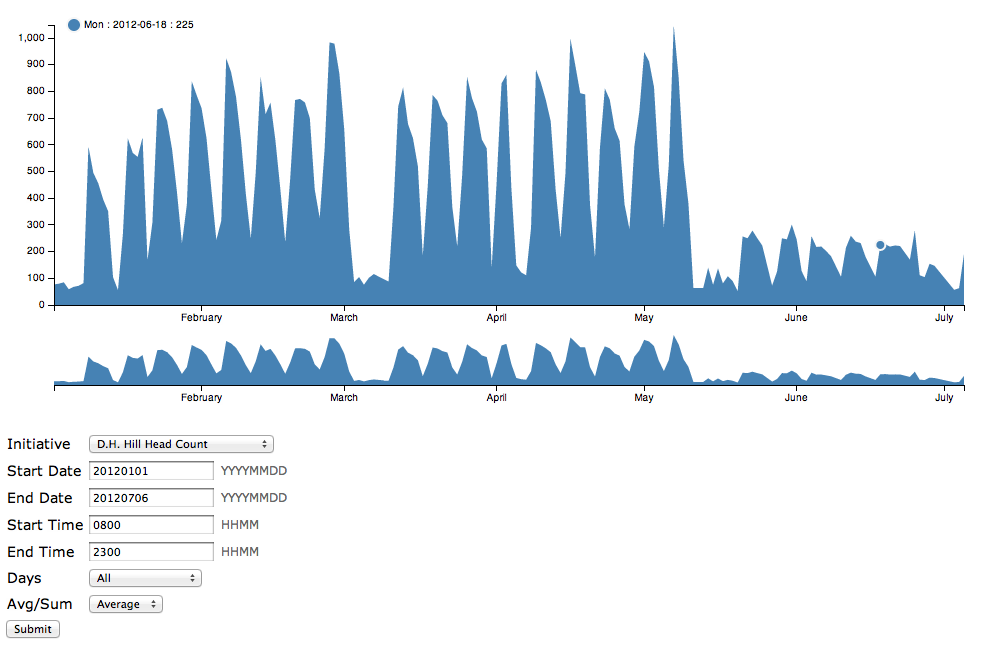 Mon : 2012-06-18 : 225
1,000
900
800
700
600
500
400
300
200
100
0
February March April May June July
February March April May June July
Initiative D.H. Hill Head Count
Start Date 20120101 YYYYMMDD
End Date 20120706 YYYYMMDD
Start Time 0800 HHMM
End Time 2300 HHMM
Days All
Avg/Sum Average
Submit